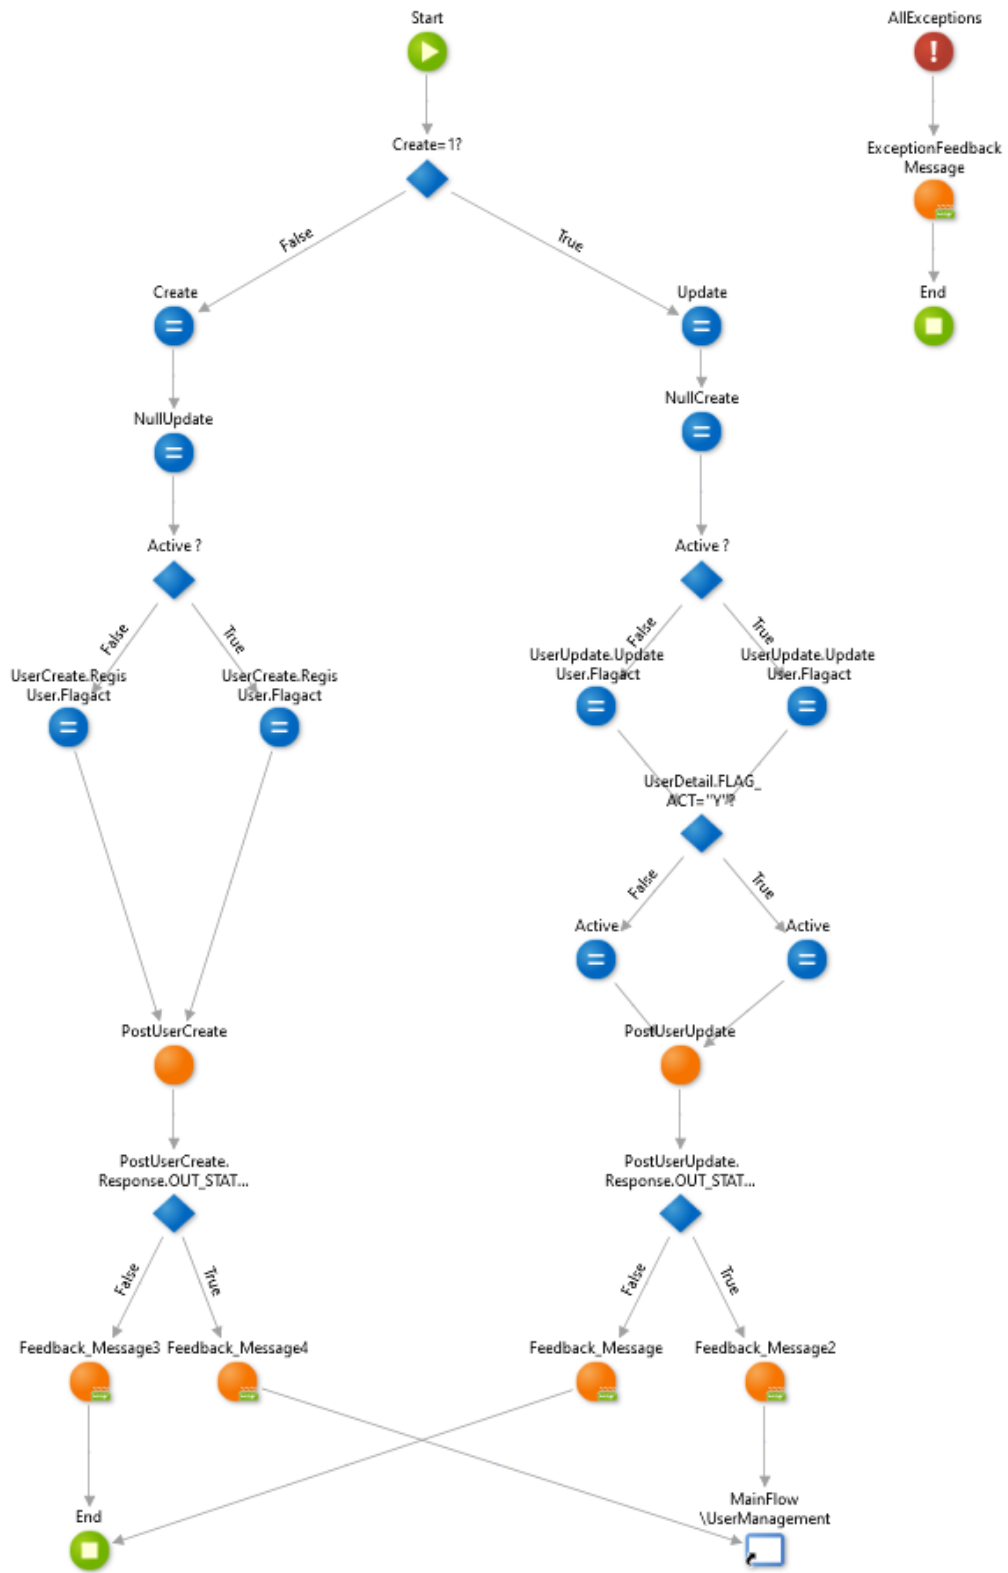 Start
AllExceptions
Create=1?
ExceptionFeedback
Message
False
True
Create
Update
End
NullUpdate
NullCreate
Active ?
Active ?
False
True
False
True
UserCreate.Regis
User.Flagact
UserCreate.Regis
User.Flagact
UserUpdate.Update
User.Flagact
UserUpdate.Update
User.Flagact
UserDetail.FLAG_
ACT="Y"?
False
True
Active
Active
PostUserCreate
PostUserUpdate
PostUserCreate.
Response.OUT_STAT...
PostUserUpdate.
Response.OUT_STAT...
False
True
False
True
Feedback_Message3
Feedback_Message4
Feedback_Message
Feedback_Message2
End
MainFlow
\UserManagement